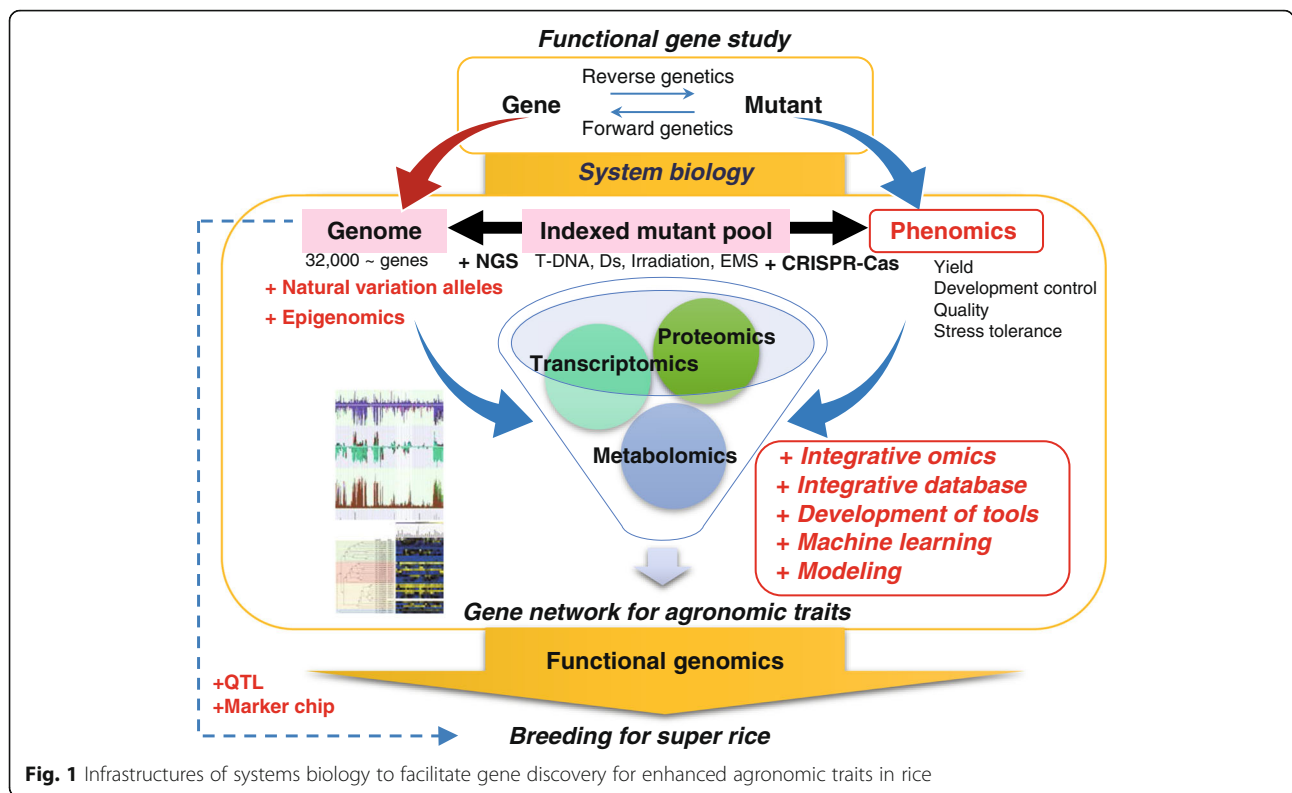 Functional gene study
Reverse genetics
Gene
Mutant
Forward genetics
System biology
Genome
Indexed mutant pool
Phenomics
32,000 ~ genes
+ NGS
T-DNA, Ds, Irradiation, EMS
+ CRISPR-Cas
+ Natural variation alleles
+ Epigenomics
Yield
Development control
Quality
Stress tolerance
Proteomics
Transcriptomics
Metabolomics
+ Integrative omics
+ Integrative database
+ Development of tools
+ Machine learning
+ Modeling
Gene network for agronomic traits
Functional genomics
+QTL
+Marker chip
Breeding for super rice
Fig. 1 Infrastructures of systems biology to facilitate gene discovery for enhanced agronomic traits in rice